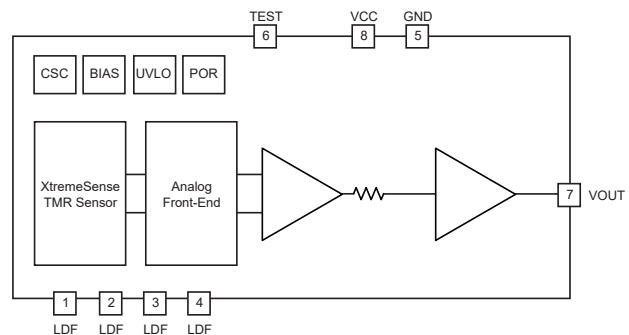 TEST VCC GND
6 8 5
CSC BIAS UVLO POR
XtremeSense
TMR Sensor
Analog
Front-End
7 VOUT
1 2 3 4
LDF LDF LDF LDF